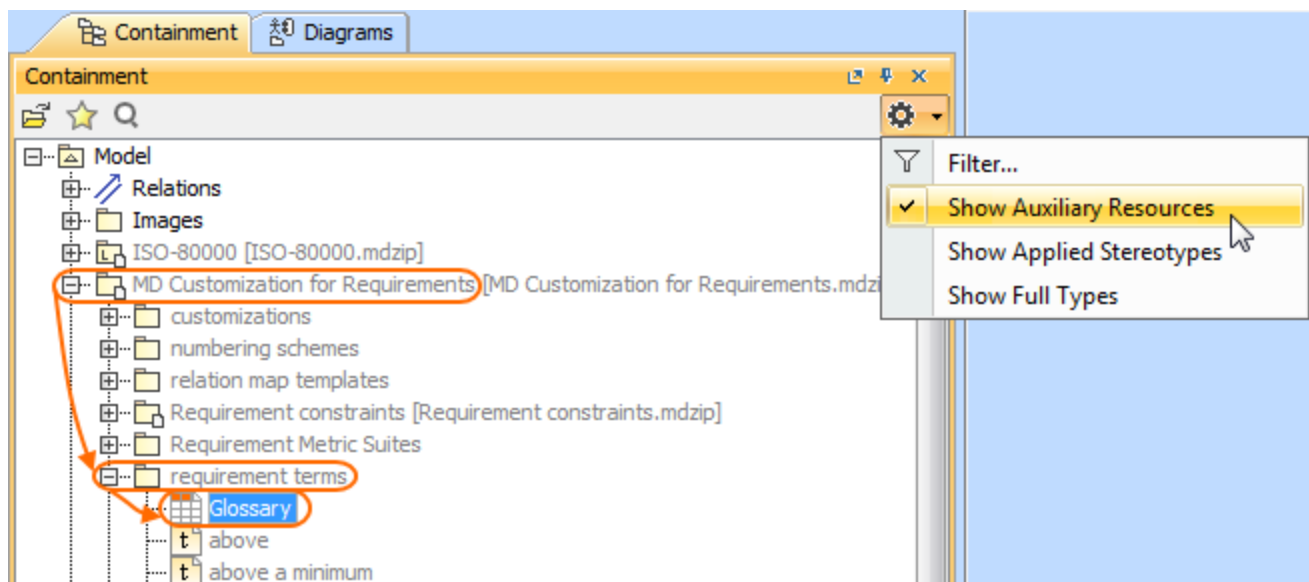 Containment
Diagrams
Containment
Model
Relations
Images
ISO-80000 [ISO-80000.mdzip]
MD Customization for Requirements [MD Customization for Requirements.mdzi
customizations
numbering schemes
relation map templates
Requirement constraints [Requirement constraints.mdzip]
Requirement Metric Suites
requirement terms
Glossary
t above
t above a minimum
Filter...
Show Auxiliary Resources
Show Applied Stereotypes
Show Full Types